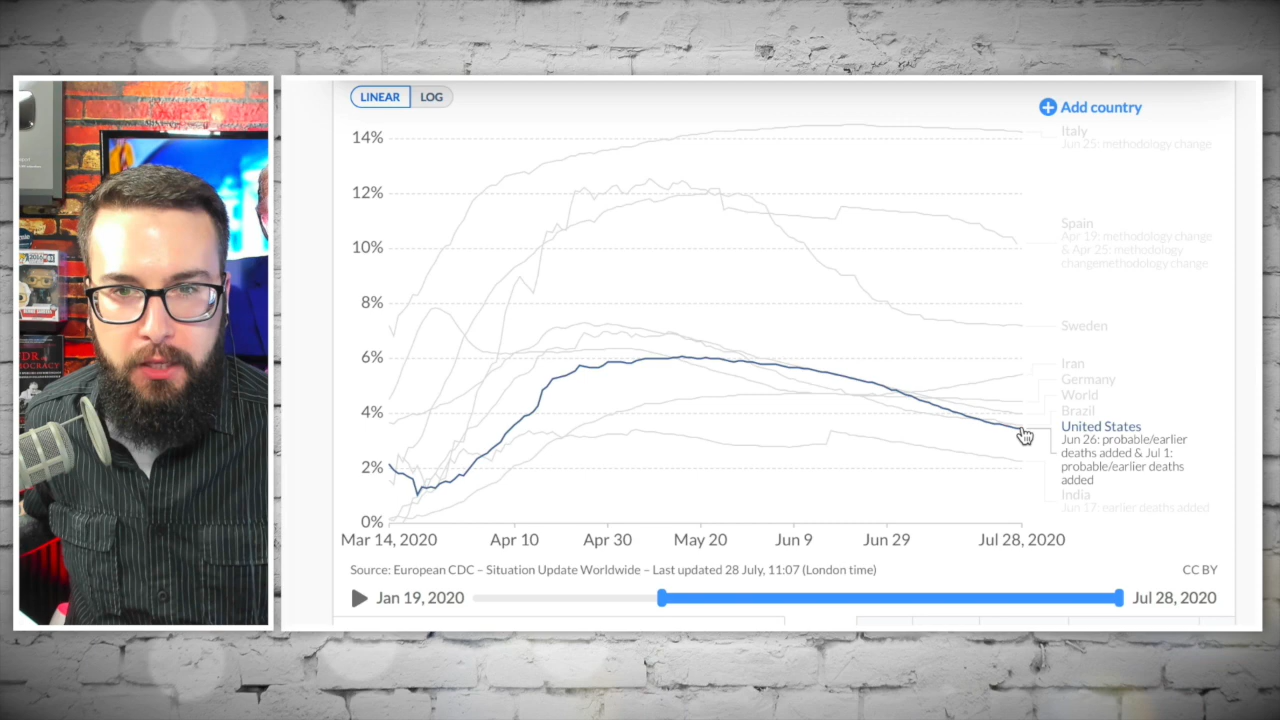 LINEAR LOG
Add country
14%
12%
10%
8%
6%
4%
2%
0%
Italy
Jun 25: methodology change
Spain
Apr 19: methodology change
& Apr 25: methodology
changemethodology change
Sweden
Iran
Germany
World
Brazil
United States
Jun 26: probable/earlier
deaths added & Jul 1:
probable/earlier deaths
added
India
Jun 17: earlier deaths added
Mar 14, 2020 Apr 10 Apr 30 May 20 Jun 9 Jun 29 Jul 28, 2020
Source: European CDC – Situation Update Worldwide – Last updated 28 July, 11:07 (London time) CC BY
Jan 19, 2020 Jul 28, 2020